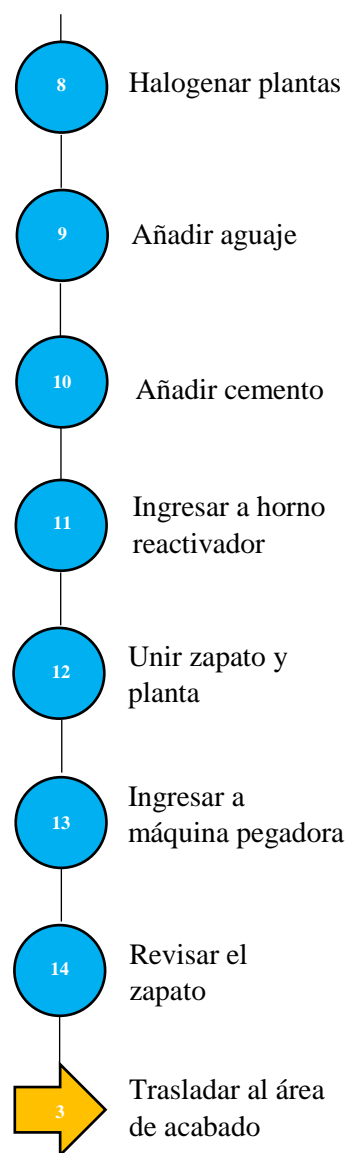 8
Halogenar plantas
9
Añadir aguaje
10
Añadir cemento
11
Ingresar a horno
reactivador
12
Unir zapato y
planta
13
Ingresar a
máquina pegadora
14
Revisar el
zapato
3
Trasladar al área
de acabado